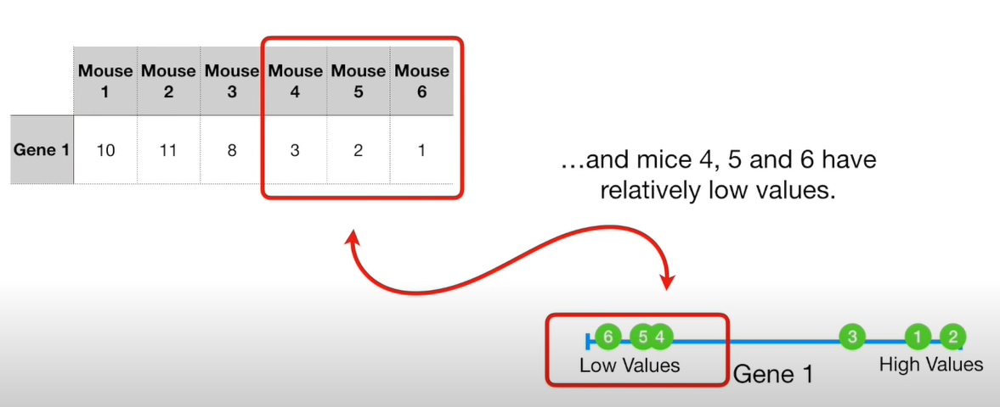 Mouse 1 Mouse 2 Mouse 3 Mouse 4 Mouse 5 Mouse 6
Gene 1 10 11 8 3 2 1
…and mice 4, 5 and 6 have
relatively low values.
6 5 4 3 1 2
Low Values High Values
Gene 1